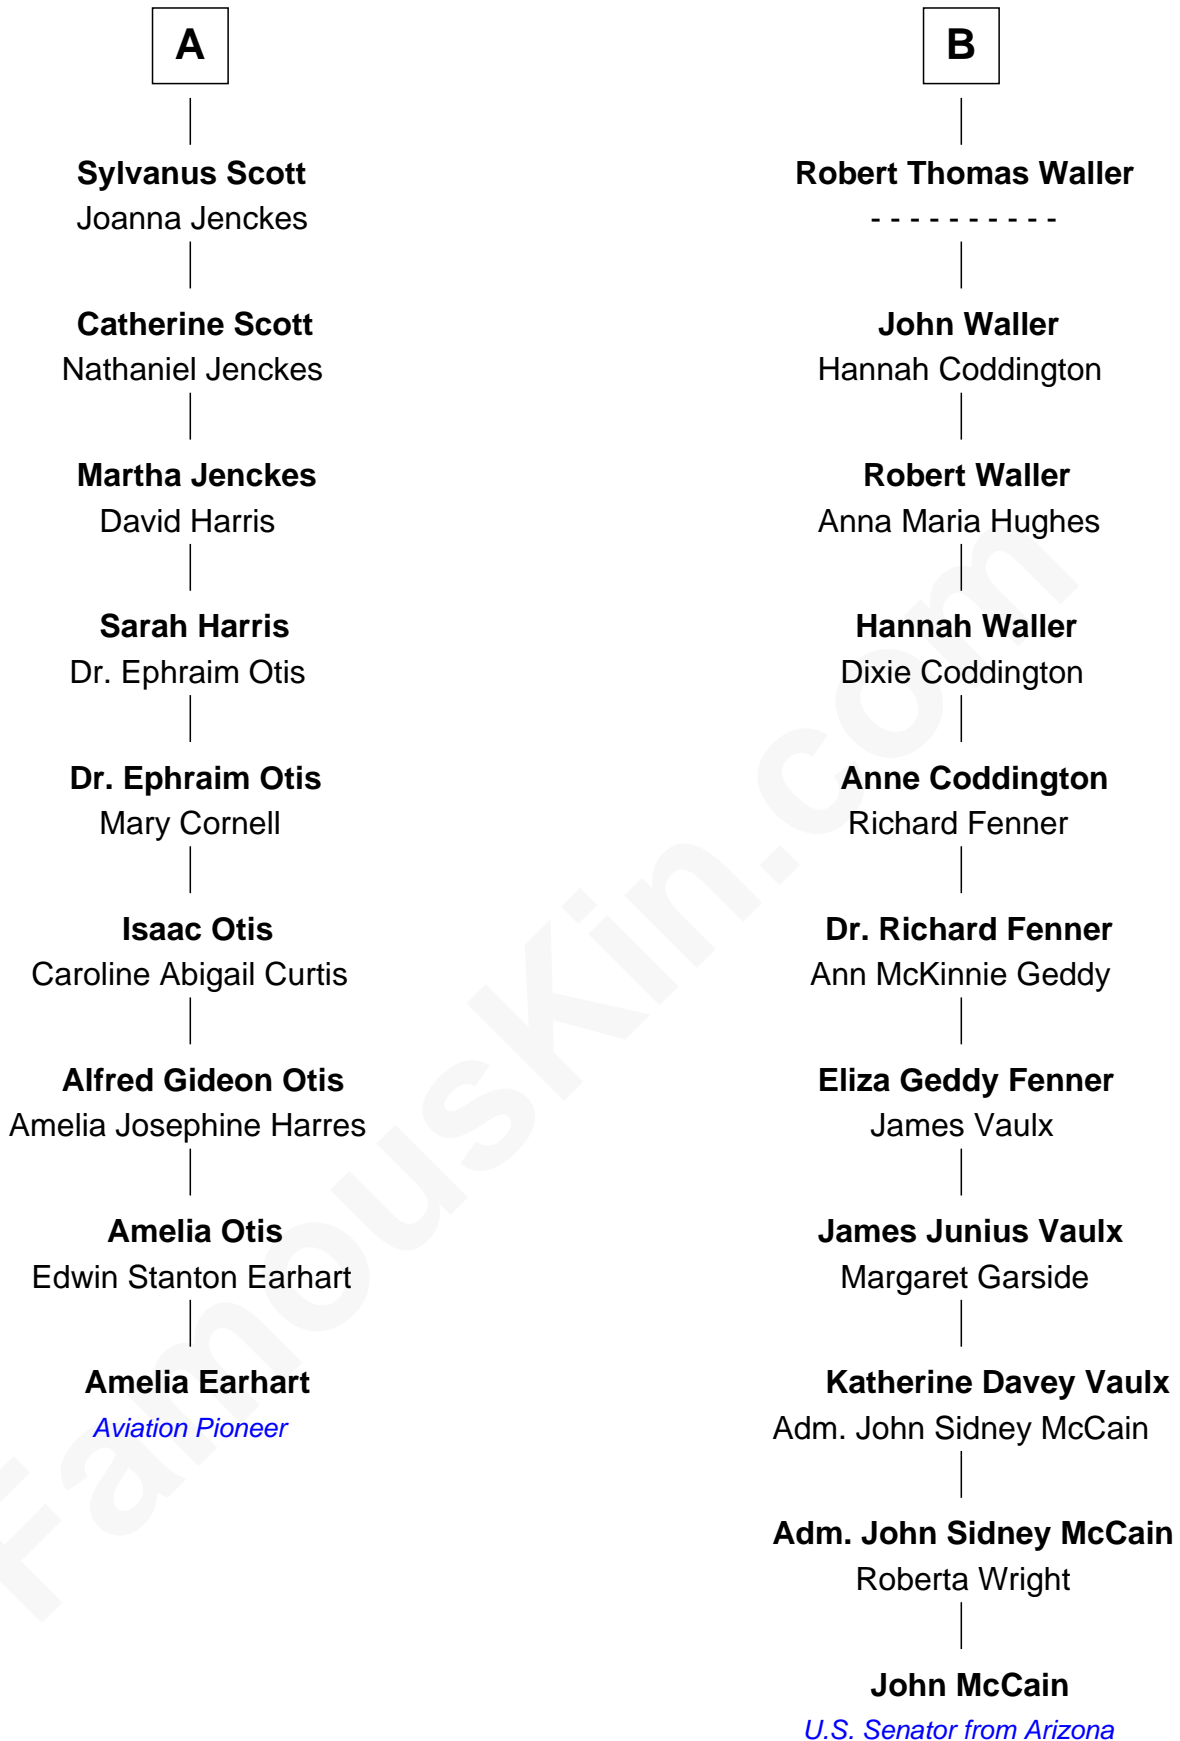 A
Sylvanus Scott
Joanna Jenckes
Catherine Scott
Nathaniel Jenckes
Martha Jenckes
David Harris
Sarah Harris
Dr. Ephraim Otis
Dr. Ephraim Otis
Mary Cornell
Isaac Otis
Caroline Abigail Curtis
Alfred Gideon Otis
Amelia Josephine Harres
Amelia Otis
Edwin Stanton Earhart
Amelia Earhart
Aviation Pioneer
B
Robert Thomas Waller
- - - - - - - - - -
John Waller
Hannah Coddington
Robert Waller
Anna Maria Hughes
Hannah Waller
Dixie Coddington
Anne Coddington
Richard Fenner
Dr. Richard Fenner
Ann McKinnie Geddy
Eliza Geddy Fenner
James Vaulx
James Junius Vaulx
Margaret Garside
Katherine Davey Vaulx
Adm. John Sidney McCain
Adm. John Sidney McCain
Roberta Wright
John McCain
U.S. Senator from Arizona
FamousKin.com